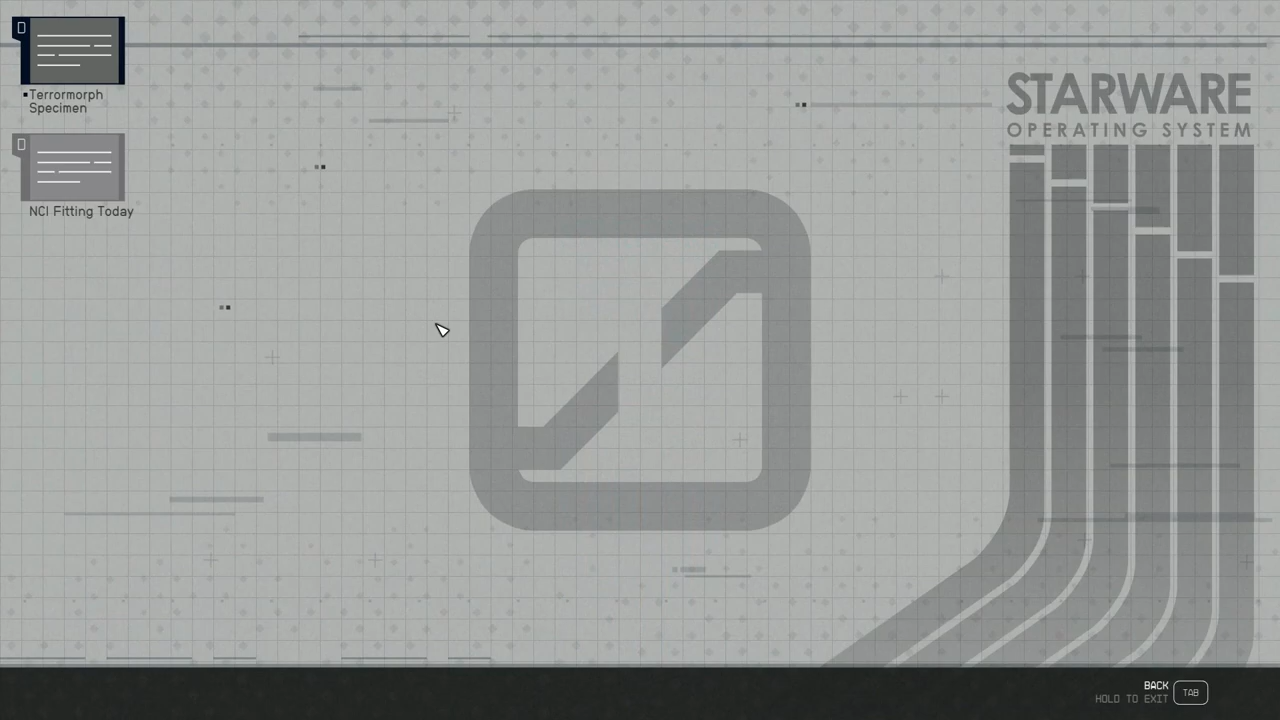 Terrormorph
Specimen
NCI Fitting Today
STARWARE
OPERATING SYSTEM
BACK
HOLD TO EXIT
TAB